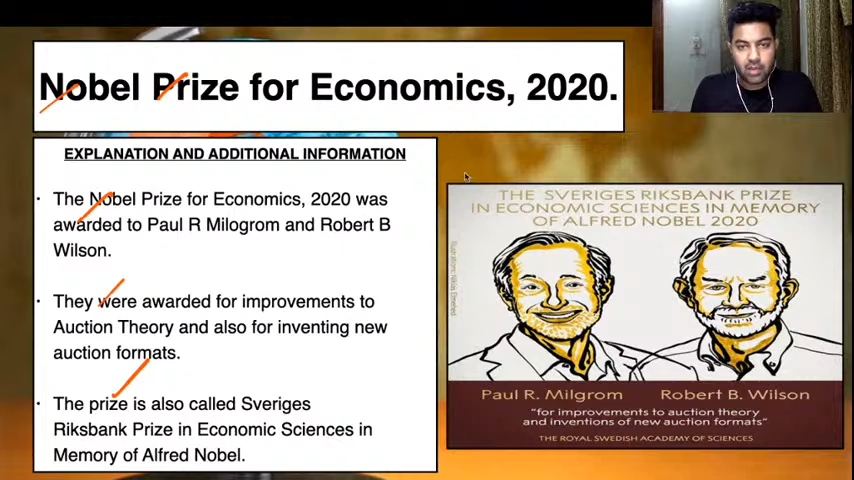 Nobel Prize for Economics, 2020.
EXPLANATION AND ADDITIONAL INFORMATION
• The Nobel Prize for Economics, 2020 was
awarded to Paul R Milogrom and Robert B
Wilson.
• They were awarded for improvements to
Auction Theory and also for inventing new
auction formats.
• The prize is also called Sveriges
Riksbank Prize in Economic Sciences in
Memory of Alfred Nobel.
THE SVERIGES RIKSBANK PRIZE
IN ECONOMIC SCIENCES IN MEMORY
OF ALFRED NOBEL 2020
Illustrations: Niklas Elmehed
Paul R. Milgrom Robert B. Wilson
“for improvements to auction theory
and inventions of new auction formats”
THE ROYAL SWEDISH ACADEMY OF SCIENCES